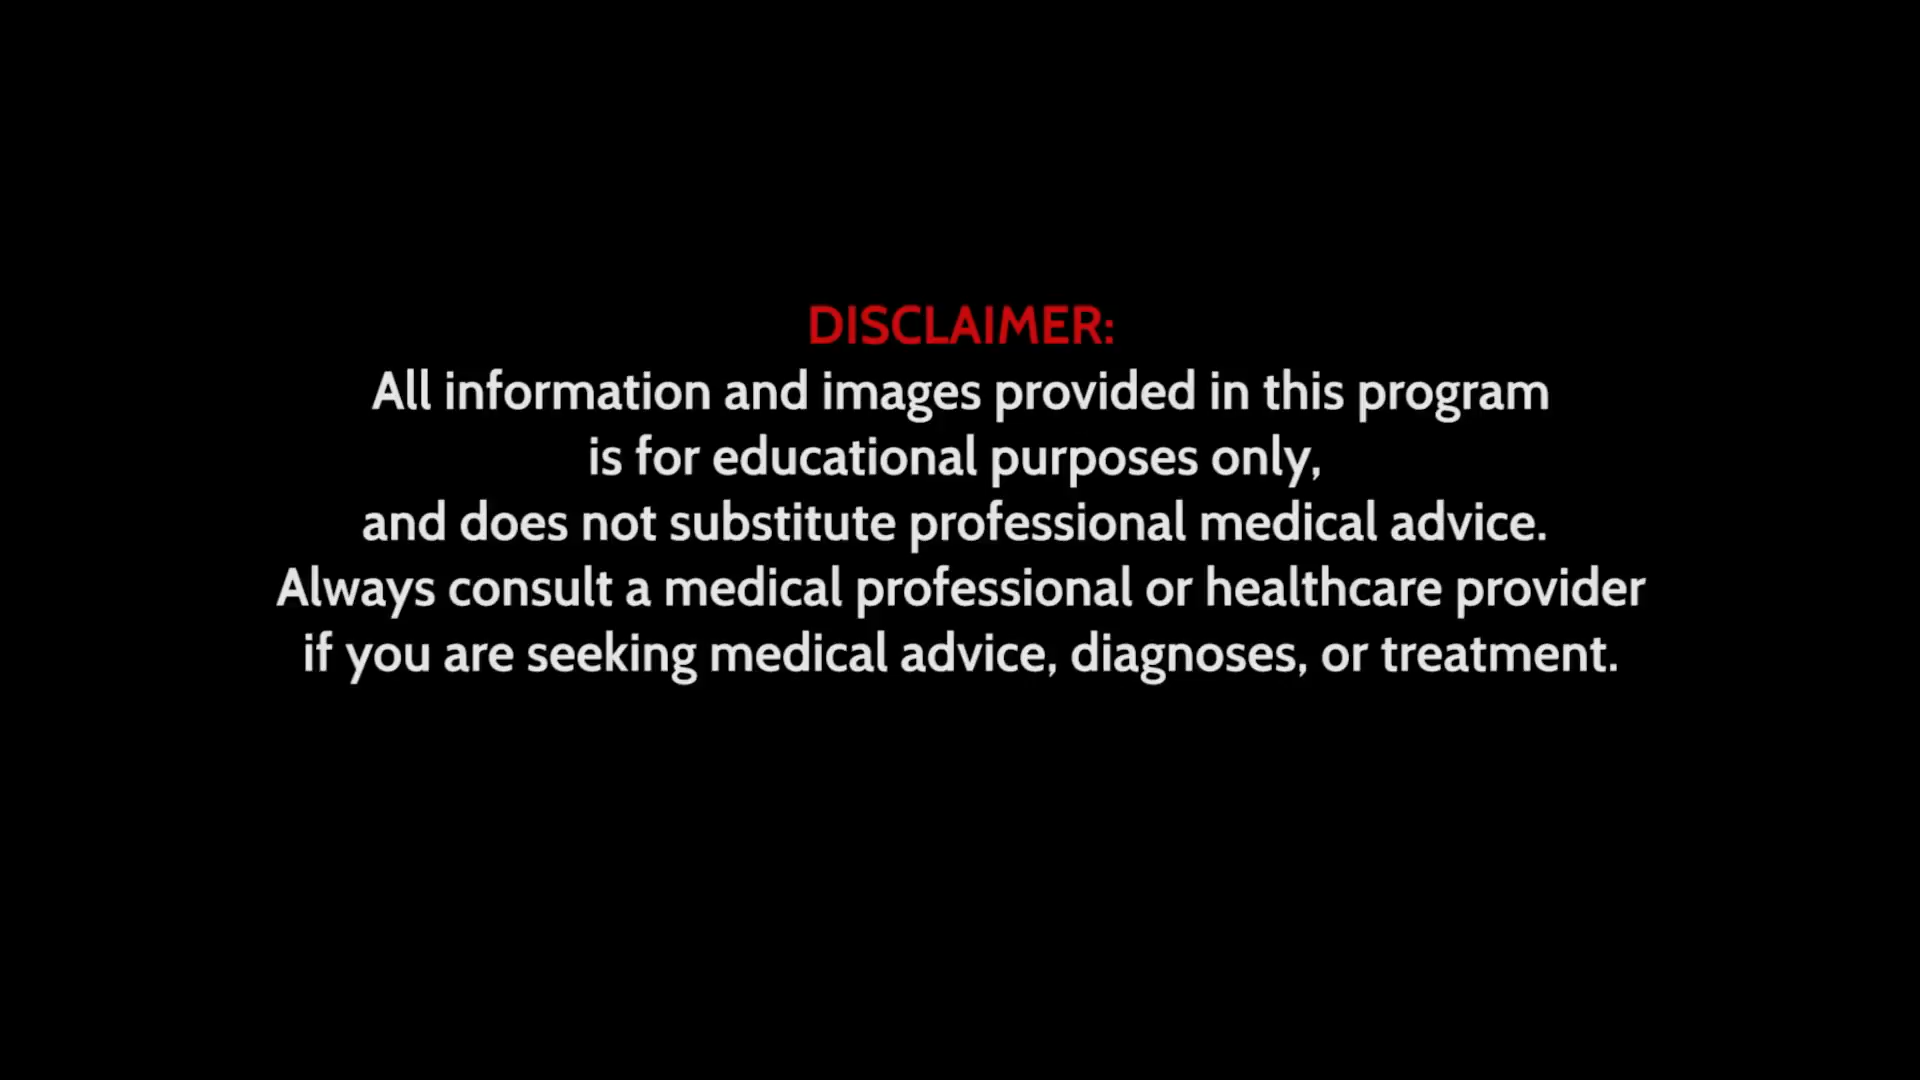 DISCLAIMER:
All information and images provided in this program
is for educational purposes only,
and does not substitute professional medical advice.
Always consult a medical professional or healthcare provider
if you are seeking medical advice, diagnoses, or treatment.